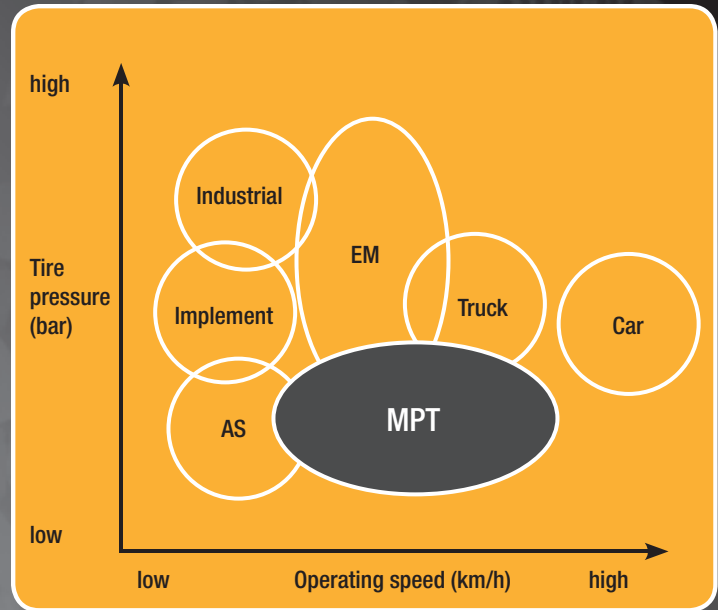 high
Industrial
EM
Tire
pressure
(bar)
Implement
Truck
Car
AS
MPT
low
low
Operating speed (km/h)
high